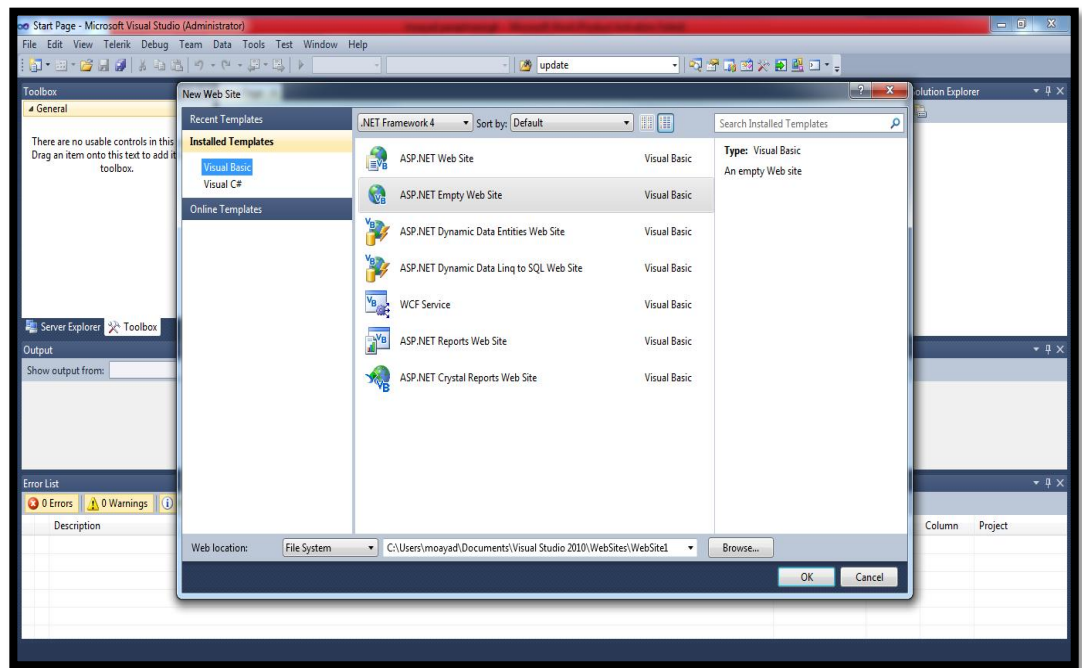 Start Page - Microsoft Visual Studio (Administrator)
File Edit View Telerik Debug Team Data Tools Test Window Help
update
Toolbox
General
There are no usable controls in this
Drag an item onto this text to add it
toolbox.
Server Explorer Toolbox
Output
Show output from:
Error List
0 Errors 0 Warnings
Description
New Web Site
Recent Templates
Installed Templates
Visual Basic
Visual C#
Online Templates
.NET Framework 4 Sort by: Default
Search Installed Templates
ASP.NET Web Site Visual Basic
ASP.NET Empty Web Site Visual Basic
ASP.NET Dynamic Data Entities Web Site Visual Basic
ASP.NET Dynamic Data Linq to SQL Web Site Visual Basic
WCF Service Visual Basic
ASP.NET Reports Web Site Visual Basic
ASP.NET Crystal Reports Web Site Visual Basic
Type: Visual Basic
An empty Web site
Web location: File System C:\Users\moayad\Documents\Visual Studio 2010\WebSites\WebSite1 Browse...
OK Cancel
olution Explorer
Column Project